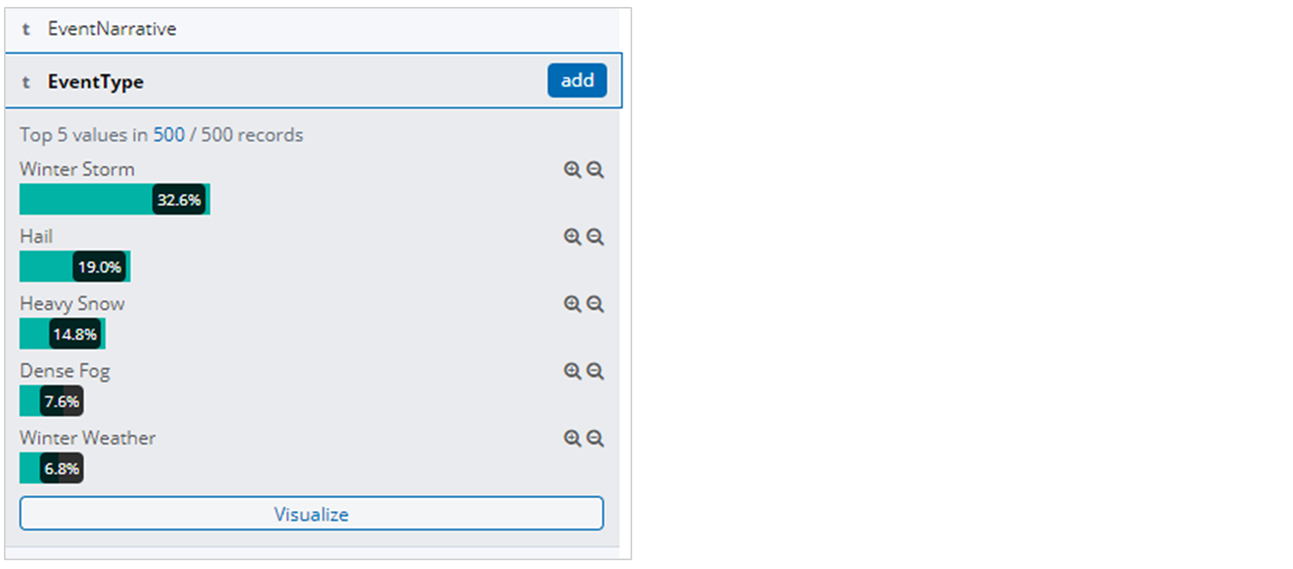 t EventNarrative
t EventType add
Top 5 values in 500 / 500 records
Winter Storm
32.6%
Hail
19.0%
Heavy Snow
14.8%
Dense Fog
7.6%
Winter Weather
6.8%
Visualize